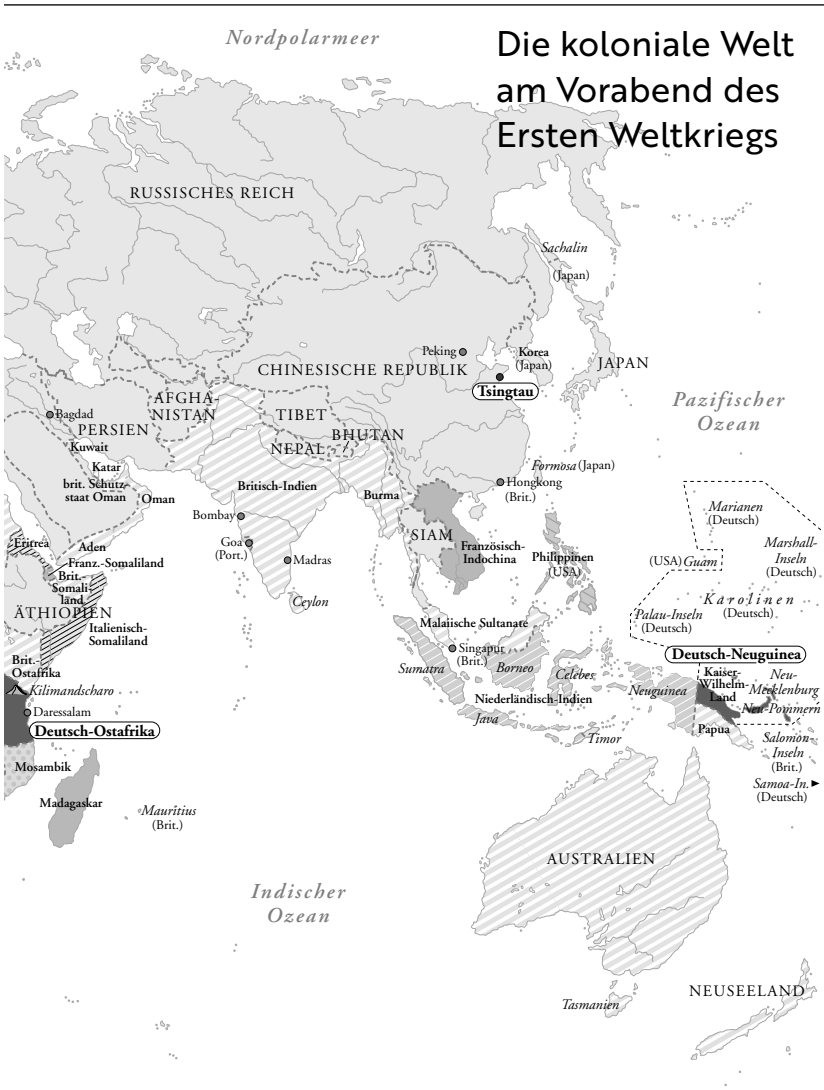 Nordpolarmeer
Die koloniale Welt
am Vorabend des
Ersten Weltkriegs
RUSSISCHES REICH
Sachalin
(Japan)
Peking
Korea
(Japan)
JAPAN
CHINESISCHE REPUBLIK
Tsingtau
AFGHA-
NISTAN
TIBET
Pazifischer
Ozean
Bagdad
PERSIEN
BHUTAN
NEPAL
Kuwait
Katar
brit. Schutz-
staat Oman
Oman
Britisch-Indien
Burma
Formosa (Japan)
Hongkong
(Brit.)
Bombay
Marianen
(Deutsch)
Eritrea
Aden
Goa
(Port.)
SIAM
Französisch-
Indochina
Philippinen
(USA)
Marshall-
Inseln
(Deutsch)
Franz.-Somaliland
Madras
(USA) Guam
Brit.-
Somali-
land
Ceylon
Karolinen
(Deutsch)
ÄTHIOPIEN
Italienisch-
Somaliland
Malaiische Sultanate
Palau-Inseln
(Deutsch)
Singapur
(Brit.)
Deutsch-Neuguinea
Brit.-
Ostafrika
Sumatra
Borneo
Celebes
Kaiser-
Wilhelm-
Land
Neu-
Mecklenburg
Kilimandscharo
Neuguinea
Niederländisch-Indien
Neu-Pommern
Daressalam
Java
Deutsch-Ostafrika
Papua
Timor
Salomon-
Inseln
(Brit.)
Mosambik
Samoa-In.
(Deutsch)
Madagaskar
Mauritius
(Brit.)
AUSTRALIEN
Indischer
Ozean
Tasmanien
NEUSEELAND